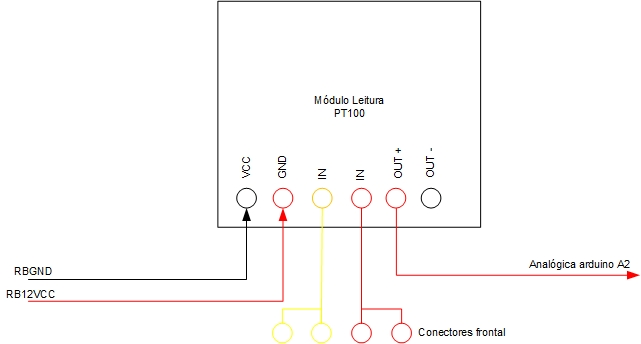 Módulo Leitura
PT100
VCC
GND
IN
IN
OUT +
OUT -
RBGND
Analógica arduino A2
RB12VCC
Conectores frontal